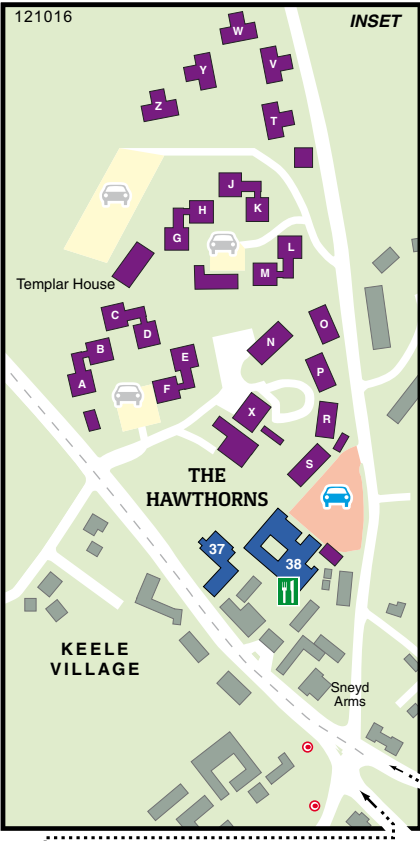 121016
INSET
W
Y
V
Z
T
J
H
K
G
L
M
Templar House
C
D
B
E
A
F
O
N
P
X
R
S
THE
HAWTHORNS
37
38
KEELE
VILLAGE
Sneyd
Arms